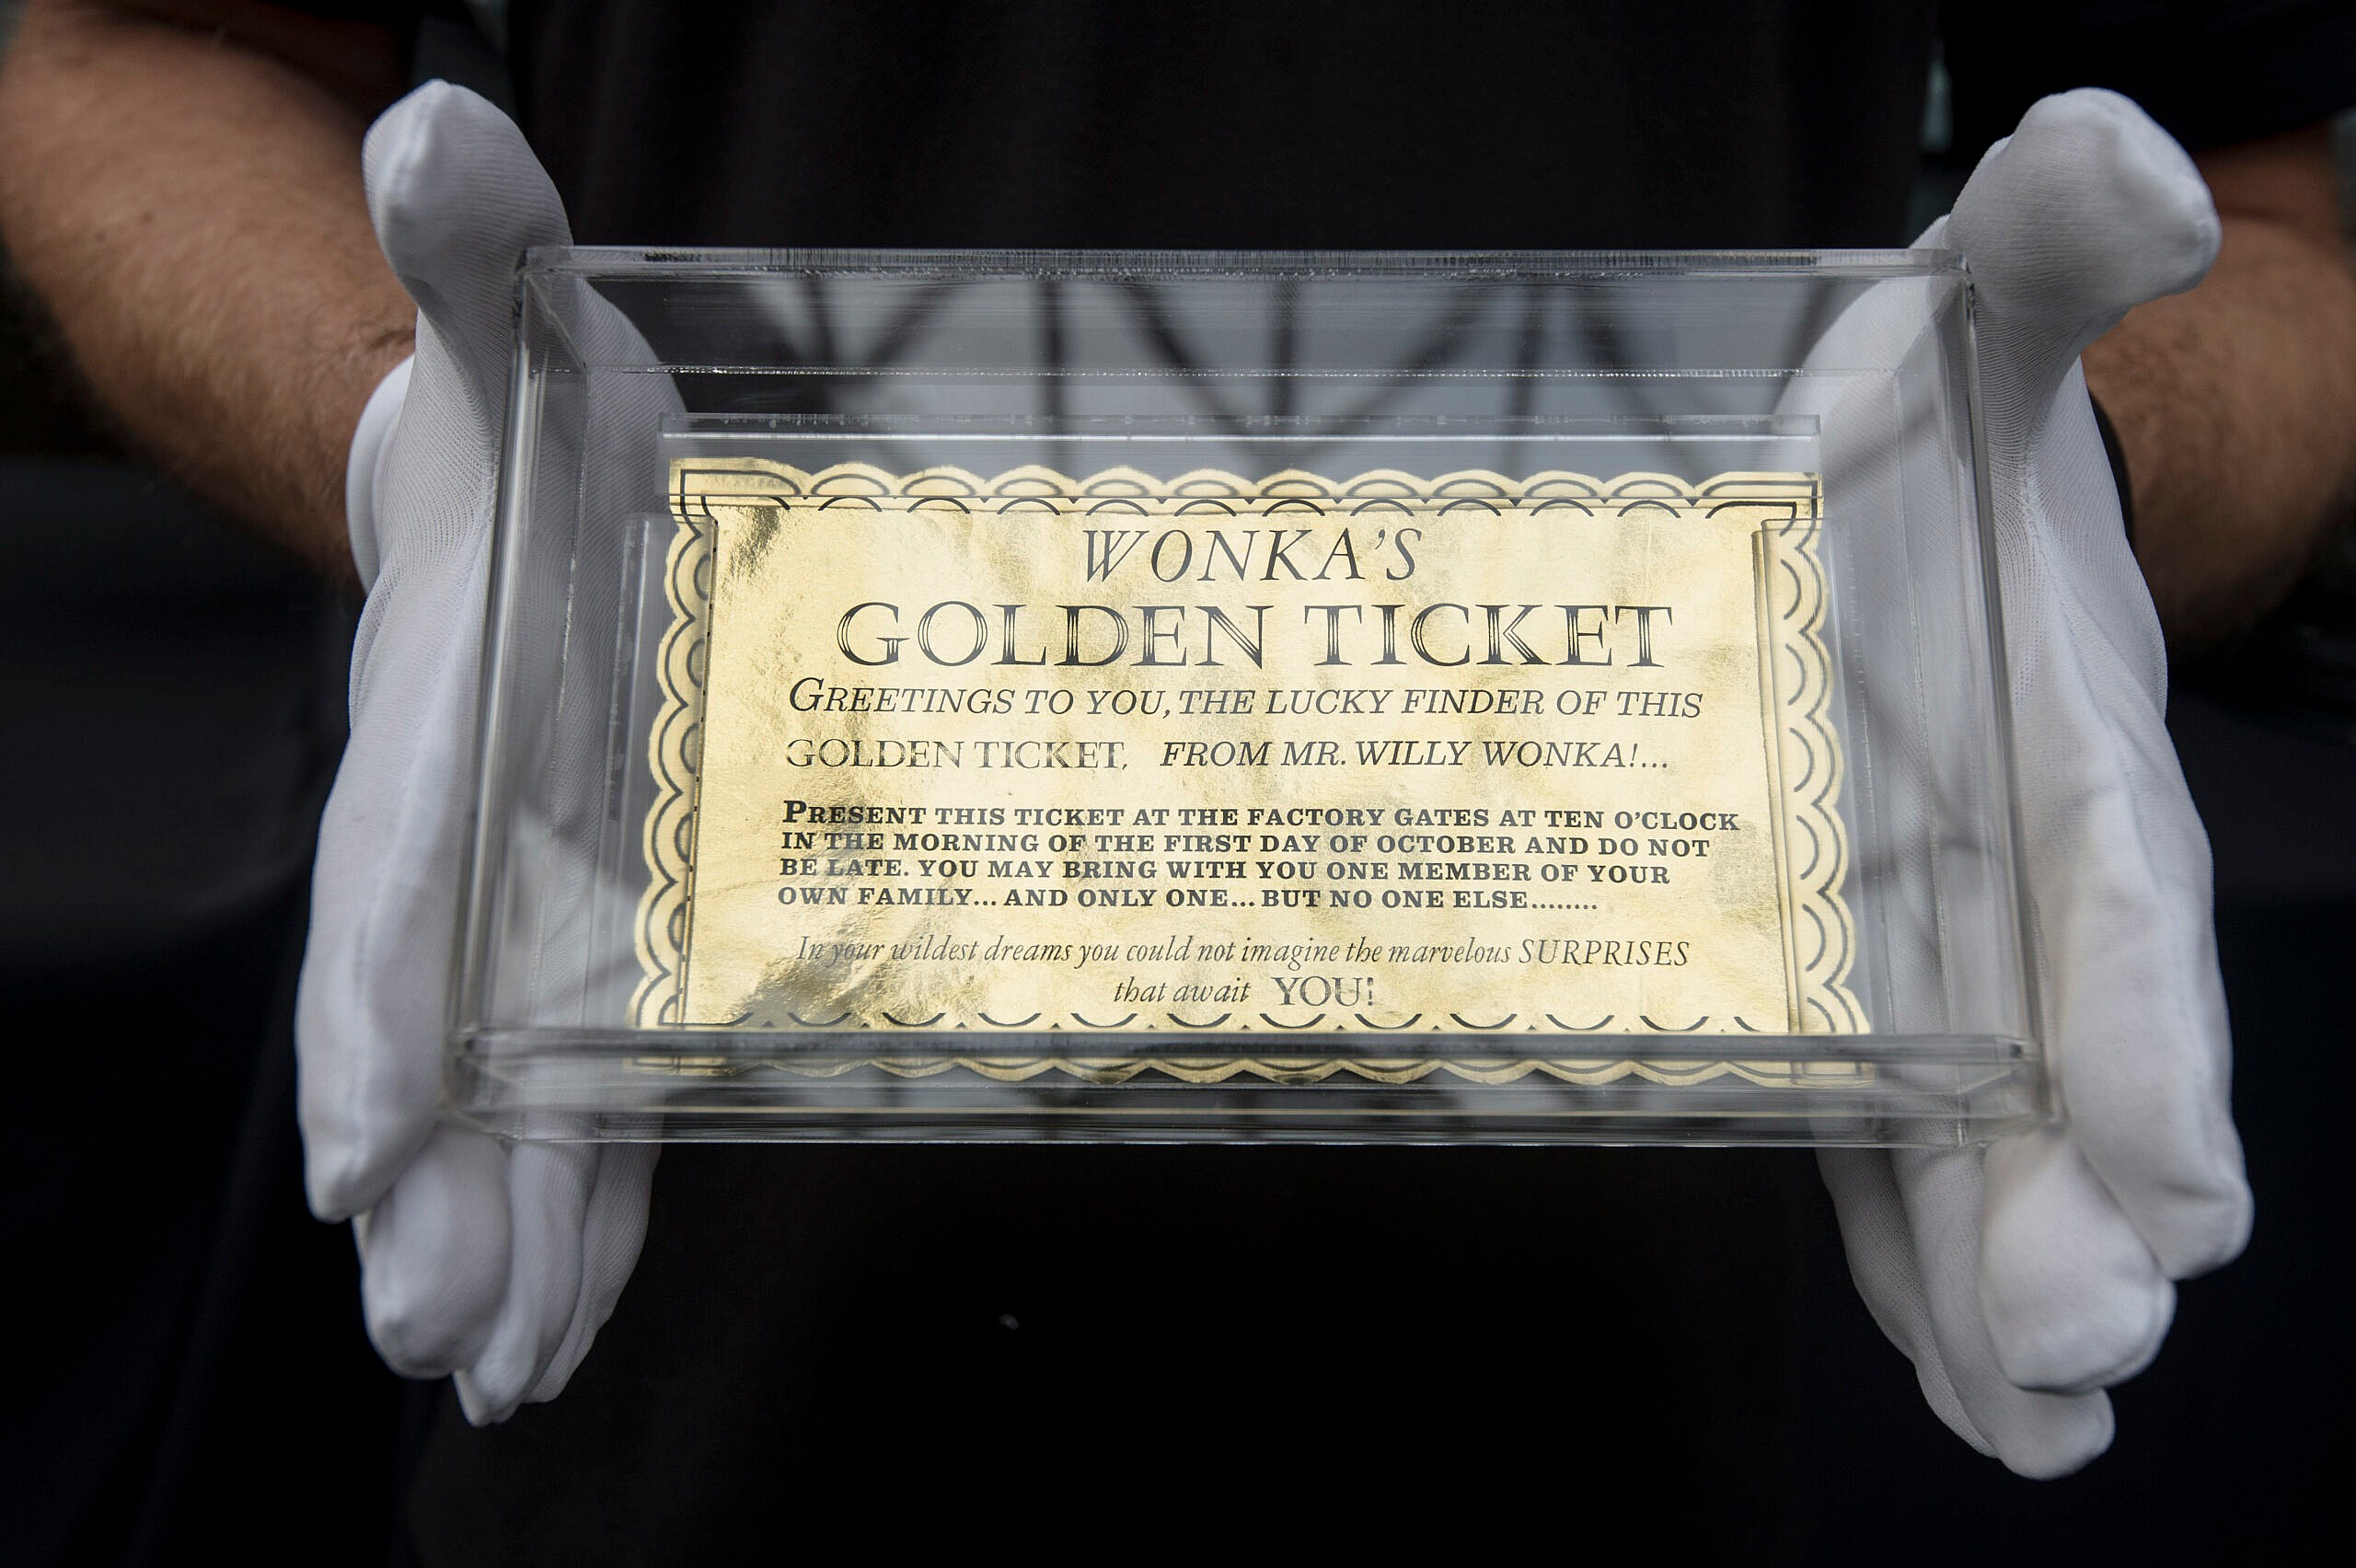 WONKA'S
GOLDEN TICKET
GREETINGS TO YOU, THE LUCKY FINDER OF THIS
GOLDEN TICKET, FROM MR. WILLY WONKA!...
PRESENT THIS TICKET AT THE FACTORY GATES AT TEN O'CLOCK
IN THE MORNING OF THE FIRST DAY OF OCTOBER AND DO NOT
BE LATE. YOU MAY BRING WITH YOU ONE MEMBER OF YOUR
OWN FAMILY... AND ONLY ONE... BUT NO ONE ELSE........
In your wildest dreams you could not imagine the marvelous SURPRISES
that await YOU!